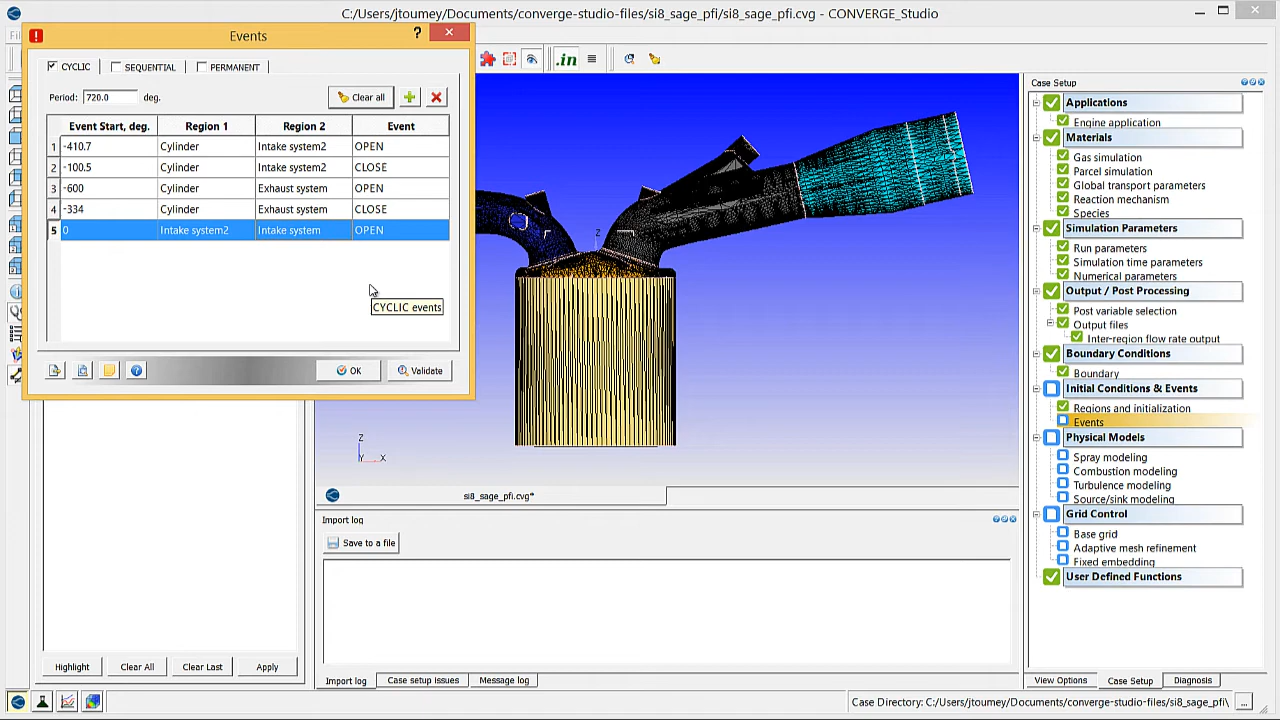 C:/Users/jtoumey/Documents/converge-studio-files/si8_sage_pfi/si8_sage_pfi.cvg - CONVERGE_Studio
Events
?
CYCLIC
SEQUENTIAL
PERMANENT
Period: 720.0 deg.
Clear all
Event Start, deg. Region 1 Region 2 Event
1 -410.7 Cylinder Intake system2 OPEN
2 -100.5 Cylinder Intake system2 CLOSE
3 -600 Cylinder Exhaust system OPEN
4 -334 Cylinder Exhaust system CLOSE
5 0 Intake system2 Intake system OPEN
CYCLIC events
OK
Validate
.in
Z
Z
X
si8_sage_pfi.cvg*
Import log
Save to a file
Highlight
Clear All
Clear Last
Apply
Import log
Case setup issues
Message log
Case Setup
Applications
Engine application
Materials
Gas simulation
Parcel simulation
Global transport parameters
Reaction mechanism
Species
Simulation Parameters
Run parameters
Simulation time parameters
Numerical parameters
Output / Post Processing
Post variable selection
Output files
Inter-region flow rate output
Boundary Conditions
Boundary
Initial Conditions & Events
Regions and initialization
Events
Physical Models
Spray modeling
Combustion modeling
Turbulence modeling
Source/sink modeling
Grid Control
Base grid
Adaptive mesh refinement
Fixed embedding
User Defined Functions
View Options
Case Setup
Diagnosis
Case Directory: C:/Users/jtoumey/Documents/converge-studio-files/si8_sage_pfi\
...